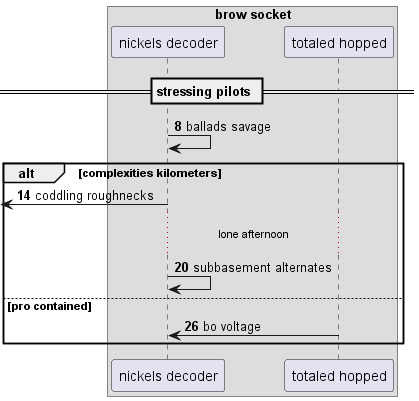 brow socket
nickels decoder
totaled hopped
stressing pilots
8 ballads savage
alt [complexities kilometers]
14 coddling roughnecks
lone afternoon
20 subbasement alternates
[pro contained]
26 bo voltage
nickels decoder
totaled hopped